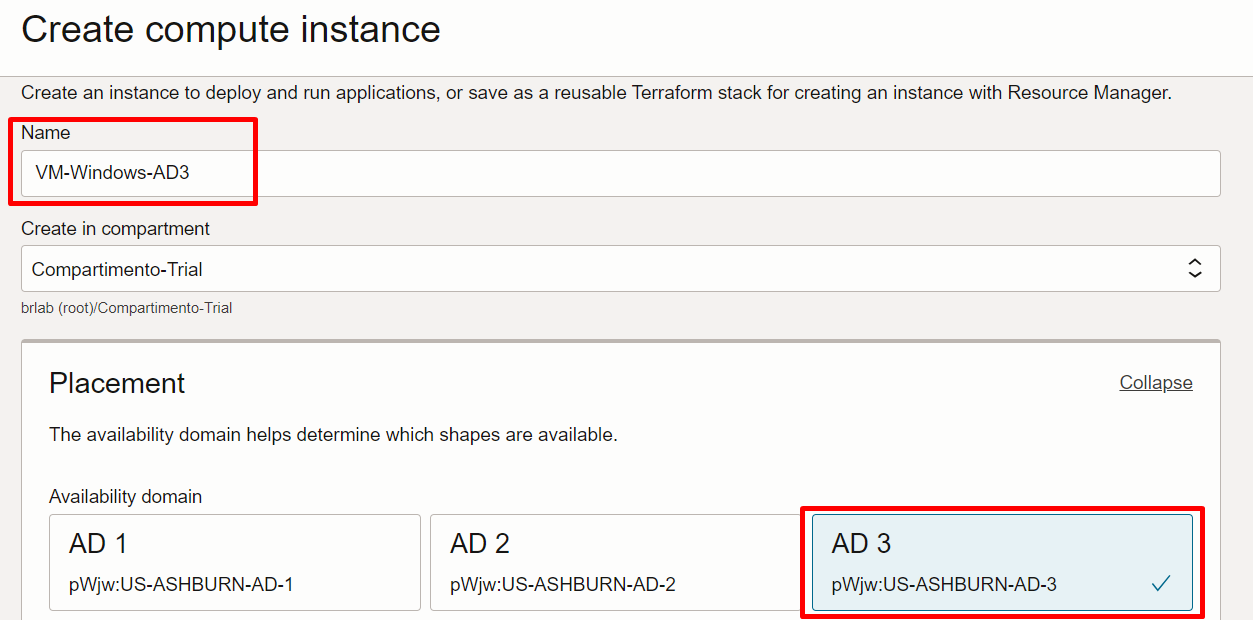 Create compute instance
Create an instance to deploy and run applications, or save as a reusable Terraform stack for creating an instance with Resource Manager.
Name
VM-Windows-AD3
Create in compartment
Compartimento-Trial
brlab (root)/Compartimento-Trial
Placement
Collapse
The availability domain helps determine which shapes are available.
Availability domain
AD 1
pWjw:US-ASHBURN-AD-1
AD 2
pWjw:US-ASHBURN-AD-2
AD 3
pWjw:US-ASHBURN-AD-3